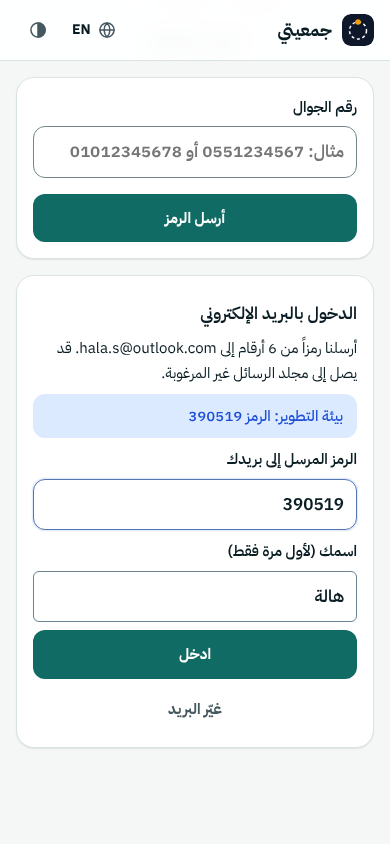 جمعيتي
EN
رقم الجوال
مثال: 0551234567 أو 01012345678
أرسل الرمز
الدخول بالبريد الإلكتروني
أرسلنا رمزاً من 6 أرقام إلى hala.s@outlook.com. قد
يصل إلى مجلد الرسائل غير المرغوبة.
بيئة التطوير: الرمز 390519
الرمز المرسل إلى بريدك
390519
اسمك (لأول مرة فقط)
هالة
ادخل
غيّر البريد